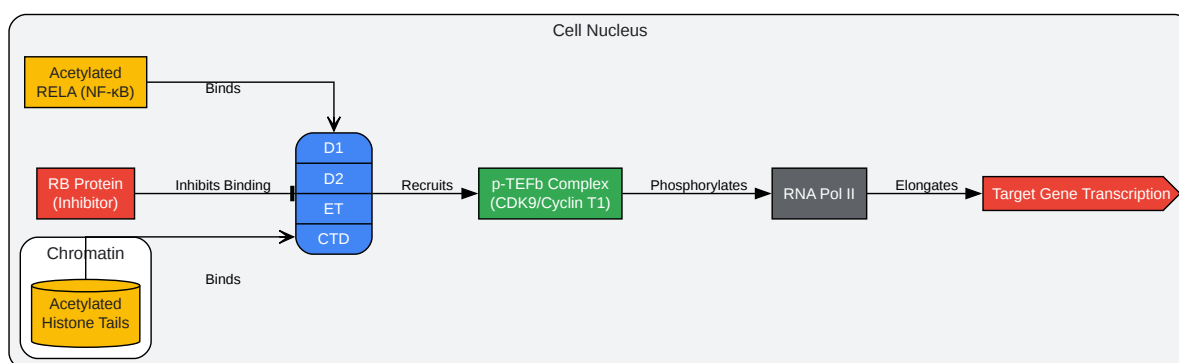 Cell Nucleus
Acetylated
RELA (NF-κB)
Binds
D1
D2
ET
CTD
RB Protein
(Inhibitor)
Inhibits Binding
Recruits
p-TEFb Complex
(CDK9/Cyclin T1)
Phosphorylates
RNA Pol II
Elongates
Target Gene Transcription
Chromatin
Binds
Acetylated
Histone Tails